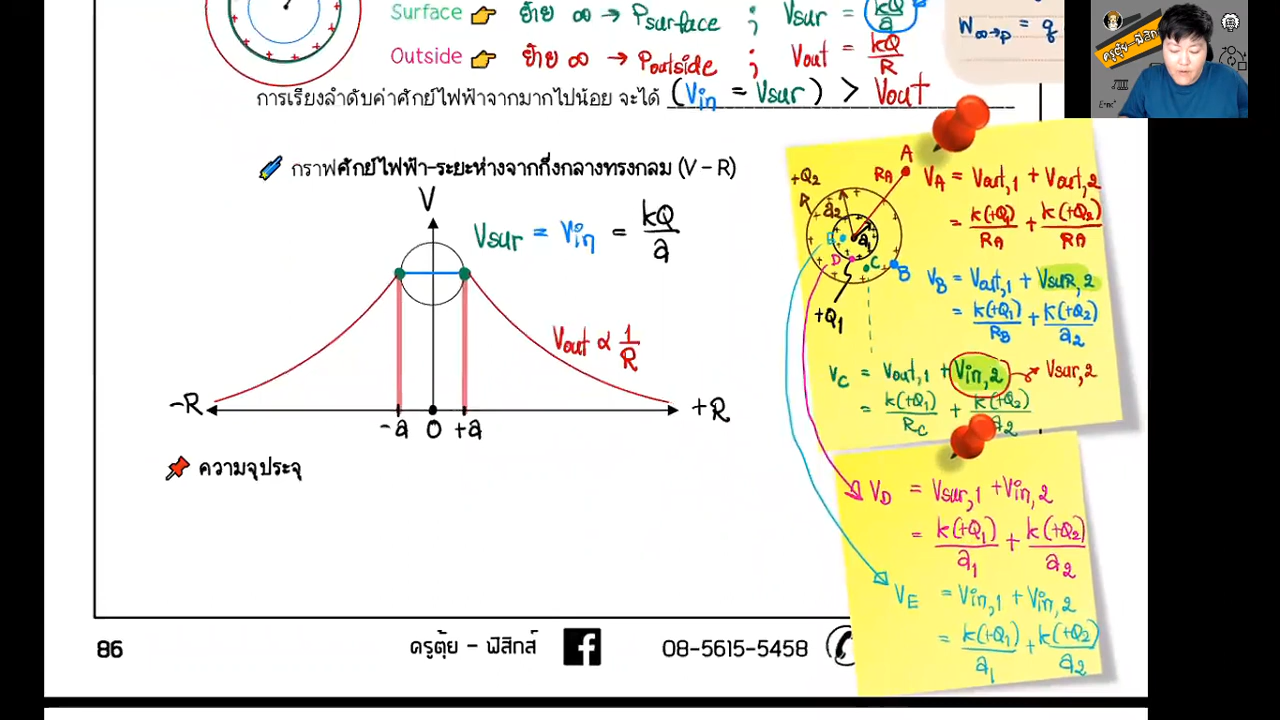 Surface 👉 ย้าย ∞ → Psurface ; Vsur = kQ/a
Outside 👉 ย้าย ∞ → Poutside ; Vout = kQ/R
W∞→p = q
การเรียงลำดับค่าศักย์ไฟฟ้าจากมากไปน้อย จะได้ (Vin = Vsur) > Vout
กราฟศักย์ไฟฟ้า-ระยะห่างจากกึ่งกลางทรงกลม (V – R)
V
Vsur = Vin = kQ/a
Vout ∝ 1/R
-R
-a 0 +a
+R
ความจุประจุ
A
RA
+Q2
a2
a1
E
D
C
B
+Q1
VA = Vout,1 + Vout,2
= k(+Q1)/RA + k(+Q2)/RA
VB = Vout,1 + Vsur,2
= k(+Q1)/RB + k(+Q2)/a2
VC = Vout,1 + Vin,2 → Vsur,2
= k(+Q1)/RC + k(+Q2)/a2
VD = Vsur,1 + Vin,2
= k(+Q1)/a1 + k(+Q2)/a2
VE = Vin,1 + Vin,2
= k(+Q1)/a1 + k(+Q2)/a2
86
ครูตุ้ย – ฟิสิกส์
08-5615-5458